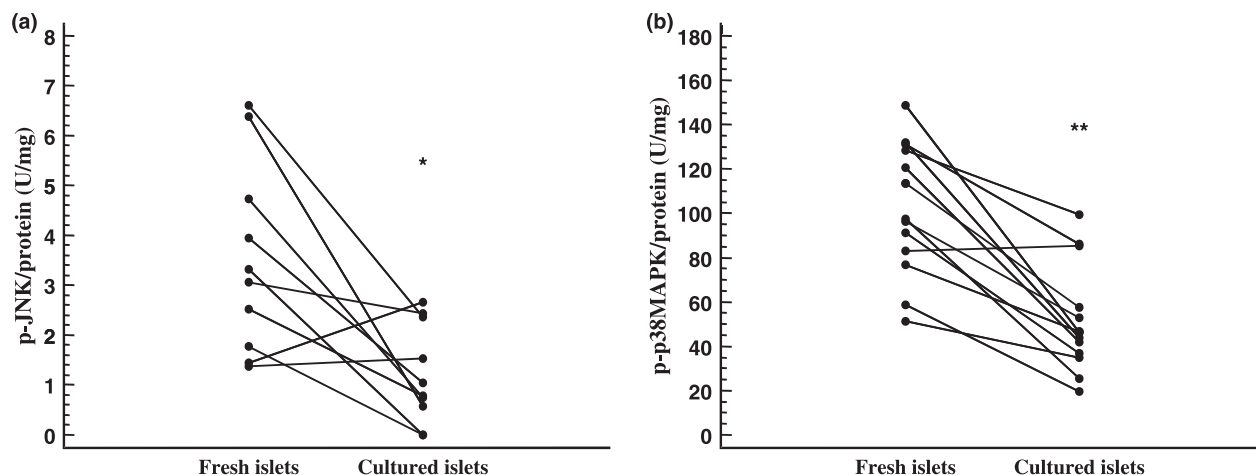 (a)
8
7
6
5
4
3
2
1
0
p-JNK/protein (U/mg)
*
Fresh islets
Cultured islets
(b)
180
160
140
120
100
80
60
40
20
0
p-p38MAPK/protein (U/mg)
**
Fresh islets
Cultured islets